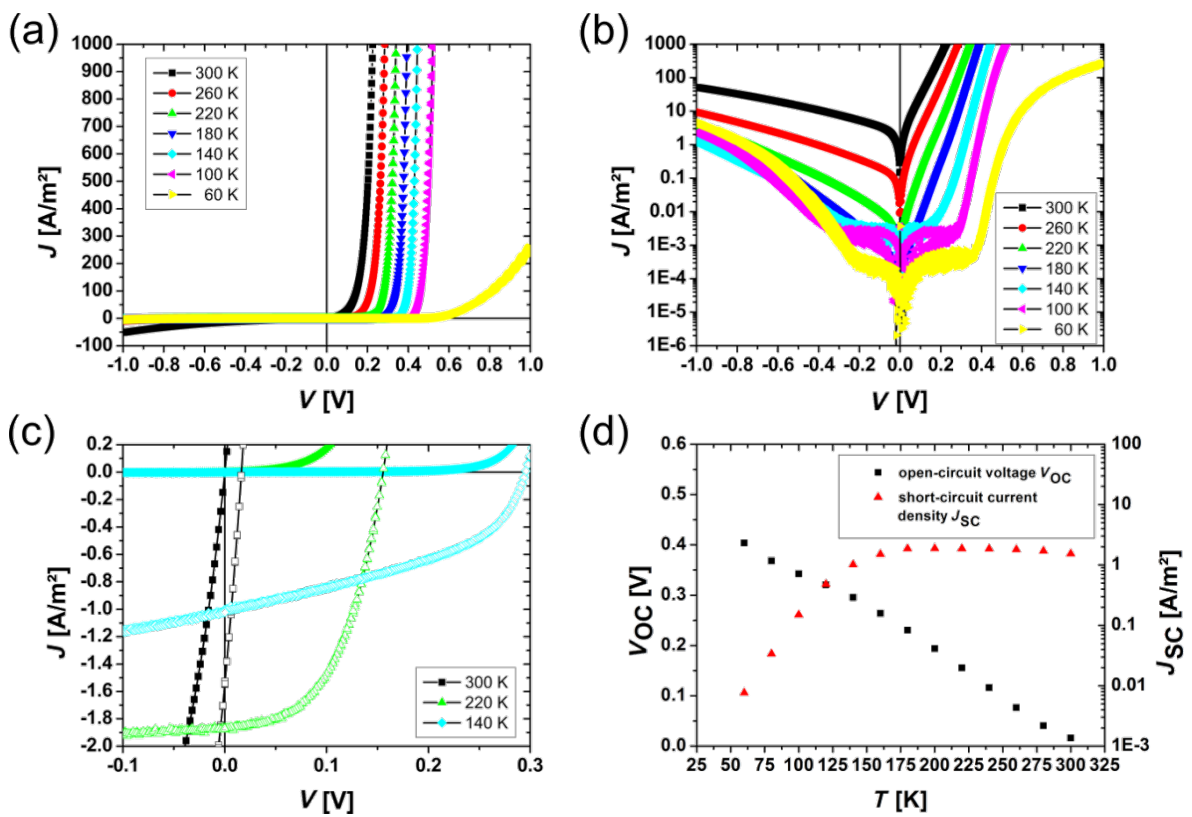 (a)
1000
900
800
700
600
500
400
300
200
100
0
-100
J [A/m²]
300 K
260 K
220 K
180 K
140 K
100 K
60 K
-1.0 -0.8 -0.6 -0.4 -0.2 0.0 0.2 0.4 0.6 0.8 1.0
V [V]
(b)
1000
100
10
1
0.1
0.01
1E-3
1E-4
1E-5
1E-6
J [A/m²]
300 K
260 K
220 K
180 K
140 K
100 K
60 K
-1.0 -0.8 -0.6 -0.4 -0.2 0.0 0.2 0.4 0.6 0.8 1.0
V [V]
(c)
0.2
0.0
-0.2
-0.4
-0.6
-0.8
-1.0
-1.2
-1.4
-1.6
-1.8
-2.0
J [A/m²]
300 K
220 K
140 K
-0.1 0.0 0.1 0.2 0.3
V [V]
(d)
0.6
0.5
0.4
0.3
0.2
0.1
0.0
VOC [V]
open-circuit voltage VOC
short-circuit current
density JSC
100
10
1
0.1
0.01
1E-3
JSC [A/m²]
25 50 75 100 125 150 175 200 225 250 275 300 325
T [K]